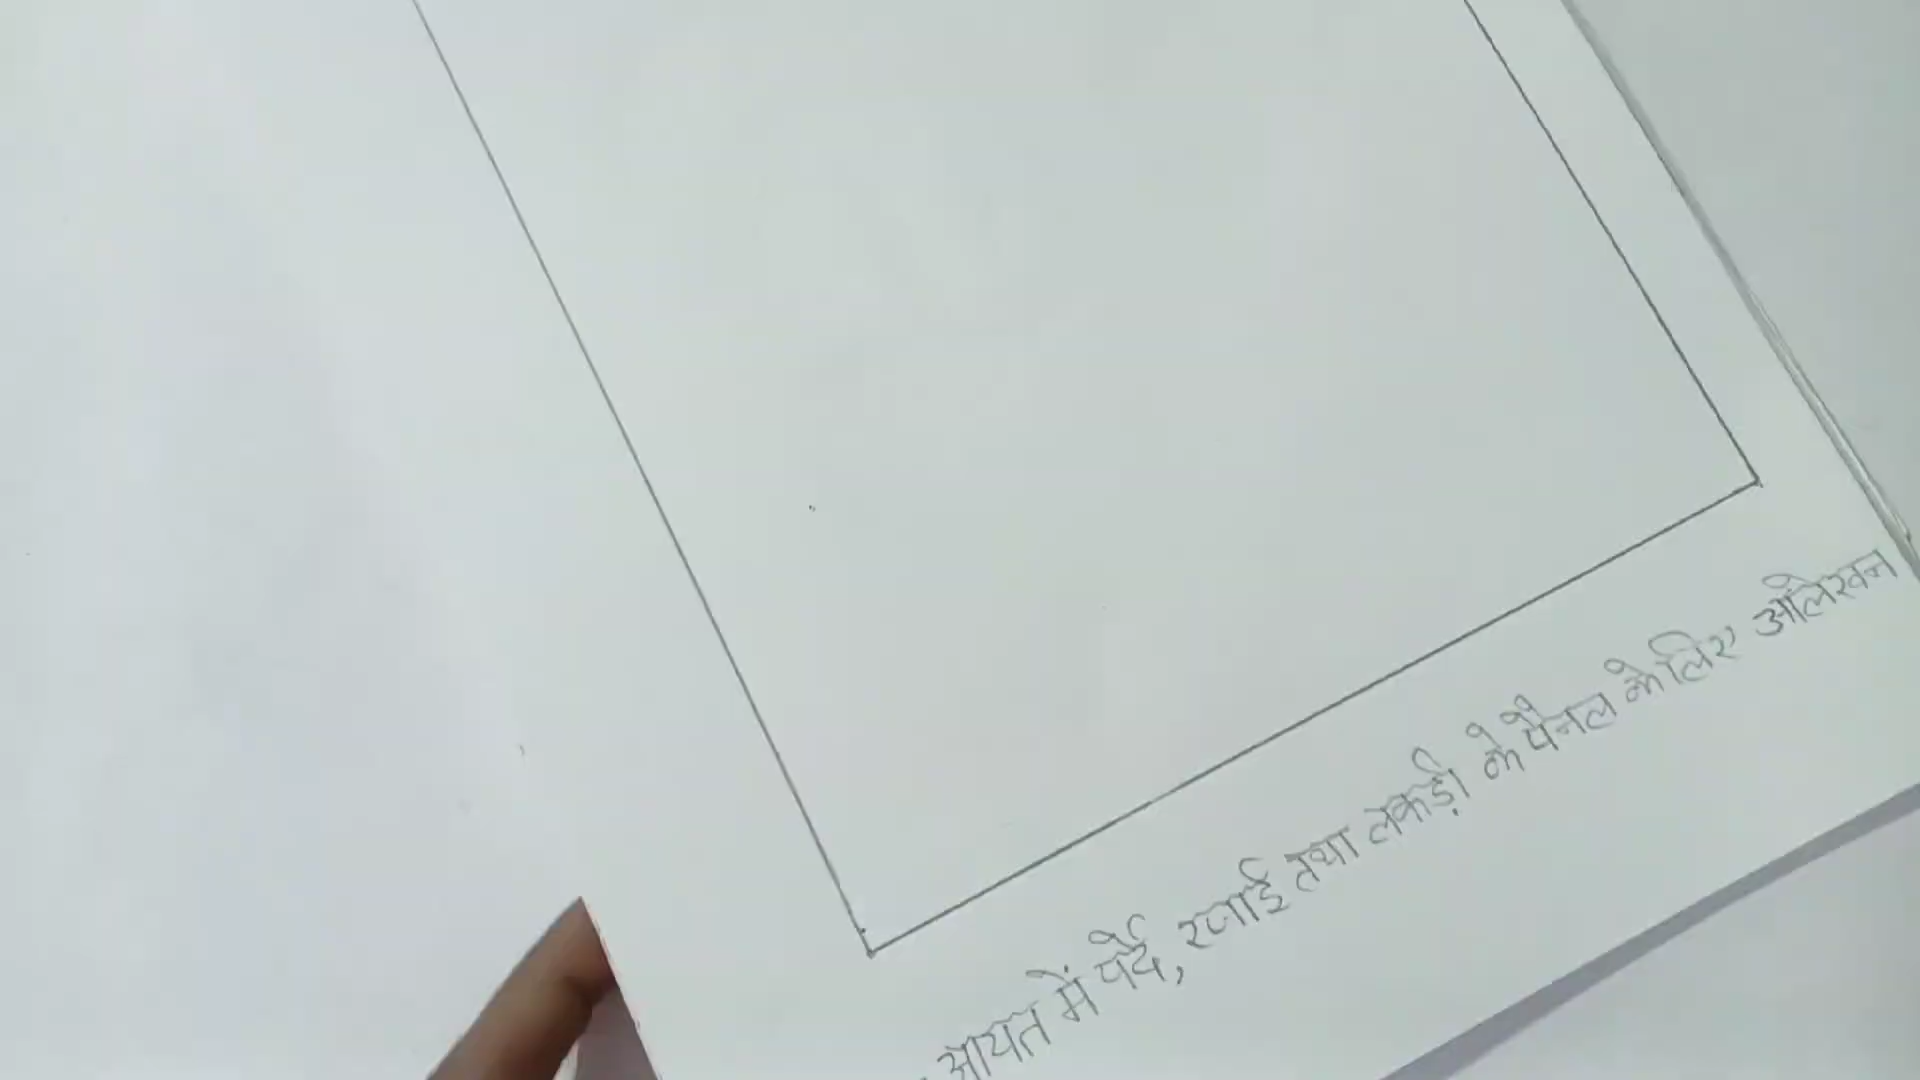 आयत में पर्दे, रजाई तथा लकड़ी के पैनल के लिए आलेखन